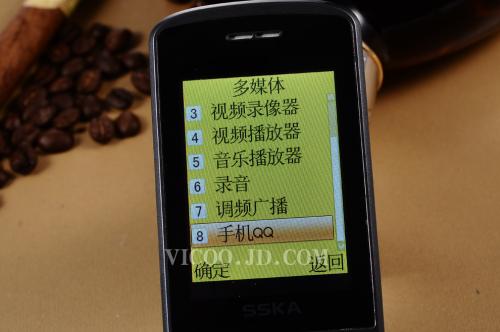 多媒体
3 视频录像器
4 视频播放器
5 音乐播放器
6 录音
7 调频广播
8 手机QQ
VICOO.JD.COM
确定 返回
SSKA